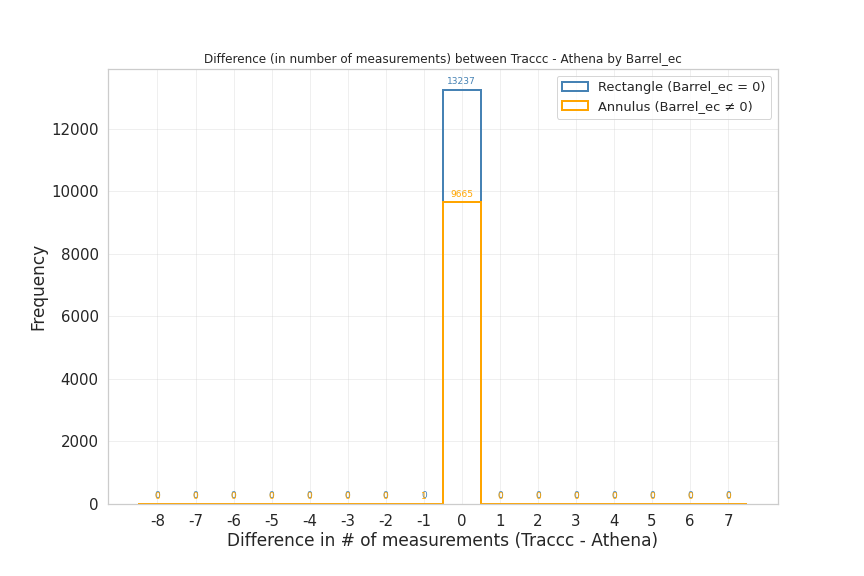 Difference (in number of measurements) between Traccc - Athena by Barrel_ec
13237
Rectangle (Barrel_ec = 0)
Annulus (Barrel_ec ≠ 0)
12000
10000
9665
8000
6000
4000
2000
0 0 0 0 0 0 0 0 0 0 0 0 0 0
0
-8 -7 -6 -5 -4 -3 -2 -1 0 1 2 3 4 5 6 7
Difference in # of measurements (Traccc - Athena)
Frequency